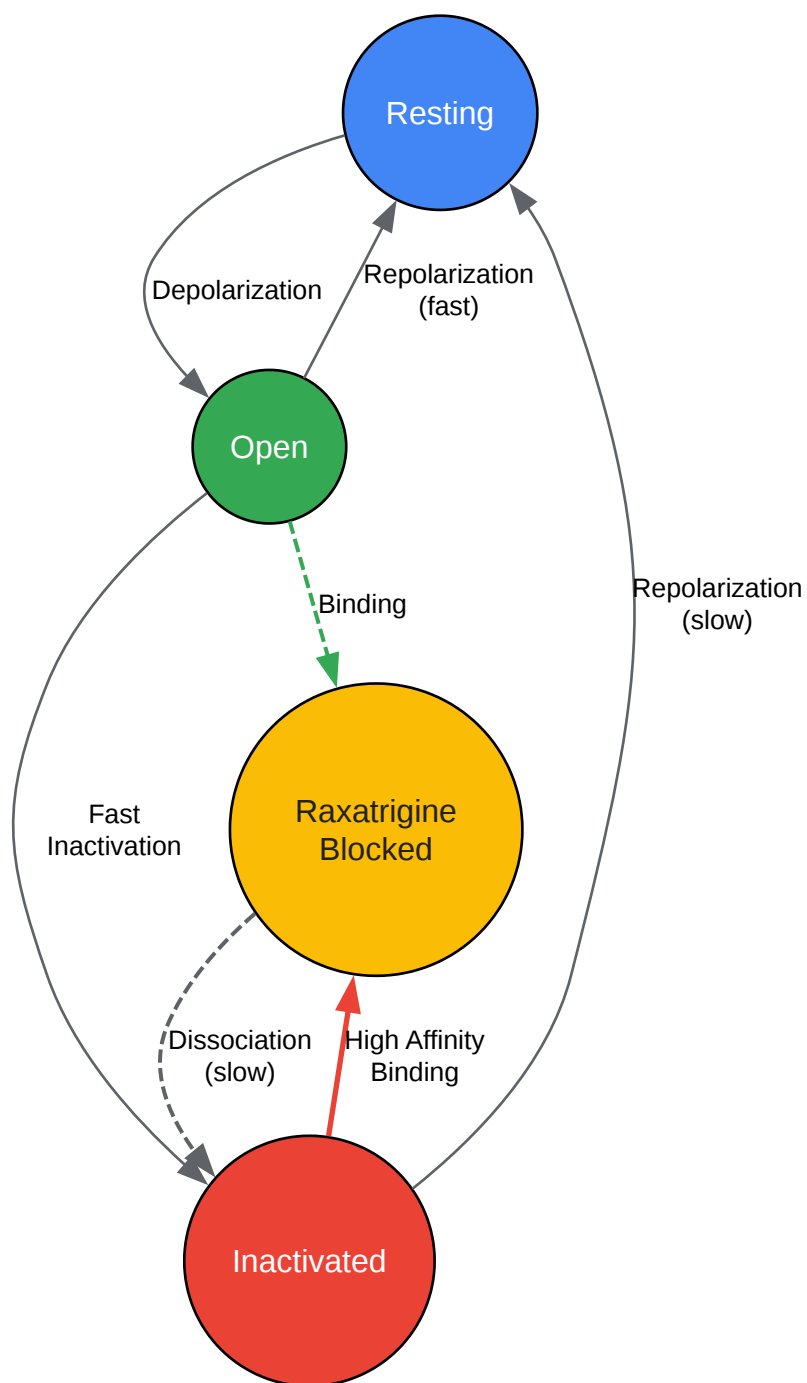 Resting
Depolarization
Repolarization
(fast)
Open
Binding
Repolarization
(slow)
Raxatrigine
Blocked
Fast
Inactivation
Dissociation
(slow)
High Affinity
Binding
Inactivated